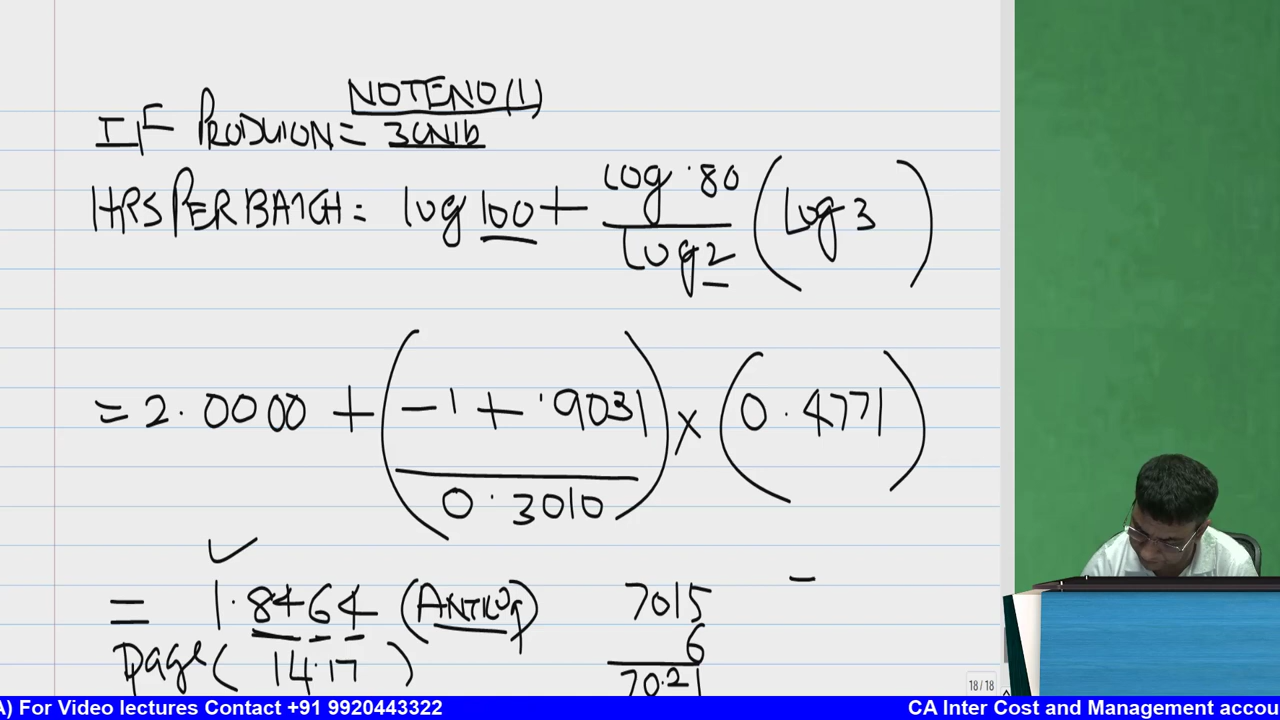 NOTENO(1)
IF PRODUION = 3UNIb
HRS PER BATCH = log 100 + log .80 / log 2 (log 3)
= 2.0000 + (-1 + .9031 / 0.3010) x (0.4771)
= 1.8464 (ANTILOg) 7015
6
page ( 14.17 ) 70.21
18/18
A) For Video lectures Contact +91 9920443322
CA Inter Cost and Management accou